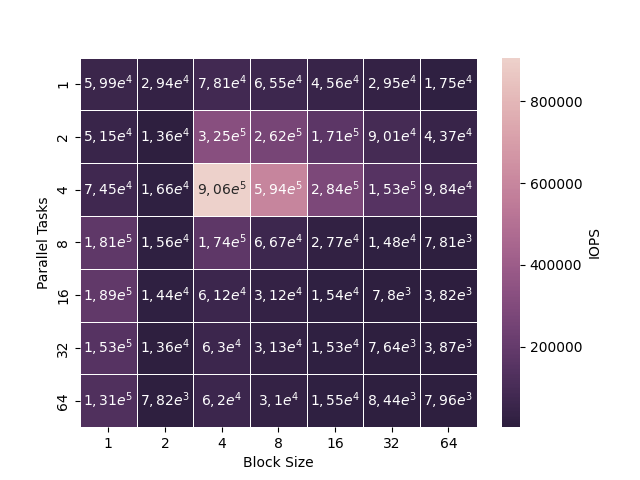 1 5,99e⁴ 2,94e⁴ 7,81e⁴ 6,55e⁴ 4,56e⁴ 2,95e⁴ 1,75e⁴
2 5,15e⁴ 1,36e⁴ 3,25e⁵ 2,62e⁵ 1,71e⁵ 9,01e⁴ 4,37e⁴
4 7,45e⁴ 1,66e⁴ 9,06e⁵ 5,94e⁵ 2,84e⁵ 1,53e⁵ 9,84e⁴
8 1,81e⁵ 1,56e⁴ 1,74e⁵ 6,67e⁴ 2,77e⁴ 1,48e⁴ 7,81e³
16 1,89e⁵ 1,44e⁴ 6,12e⁴ 3,12e⁴ 1,54e⁴ 7,8e³ 3,82e³
32 1,53e⁵ 1,36e⁴ 6,3e⁴ 3,13e⁴ 1,53e⁴ 7,64e³ 3,87e³
64 1,31e⁵ 7,82e³ 6,2e⁴ 3,1e⁴ 1,55e⁴ 8,44e³ 7,96e³
1 2 4 8 16 32 64
Block Size
Parallel Tasks
800000
600000
400000
200000
IOPS